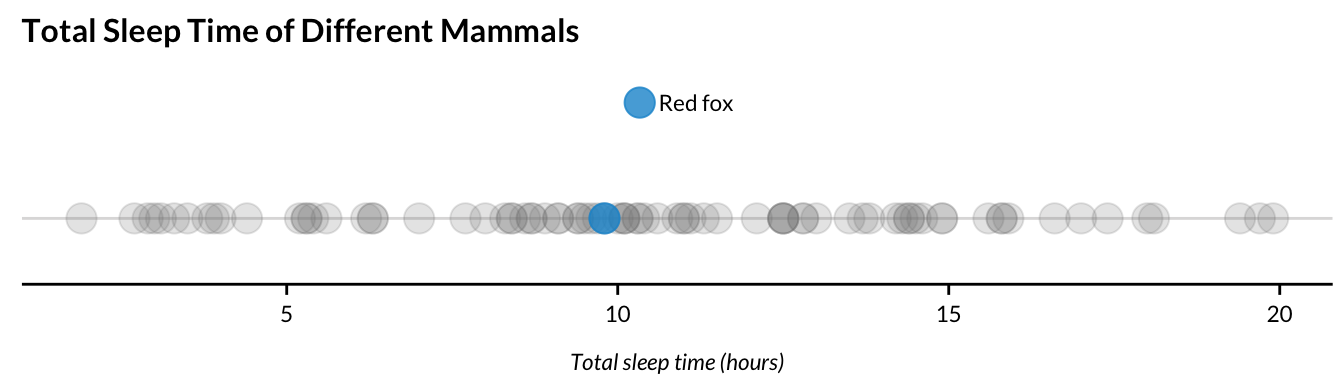 Total Sleep Time of Different Mammals
Red fox
5 10 15 20
Total sleep time (hours)